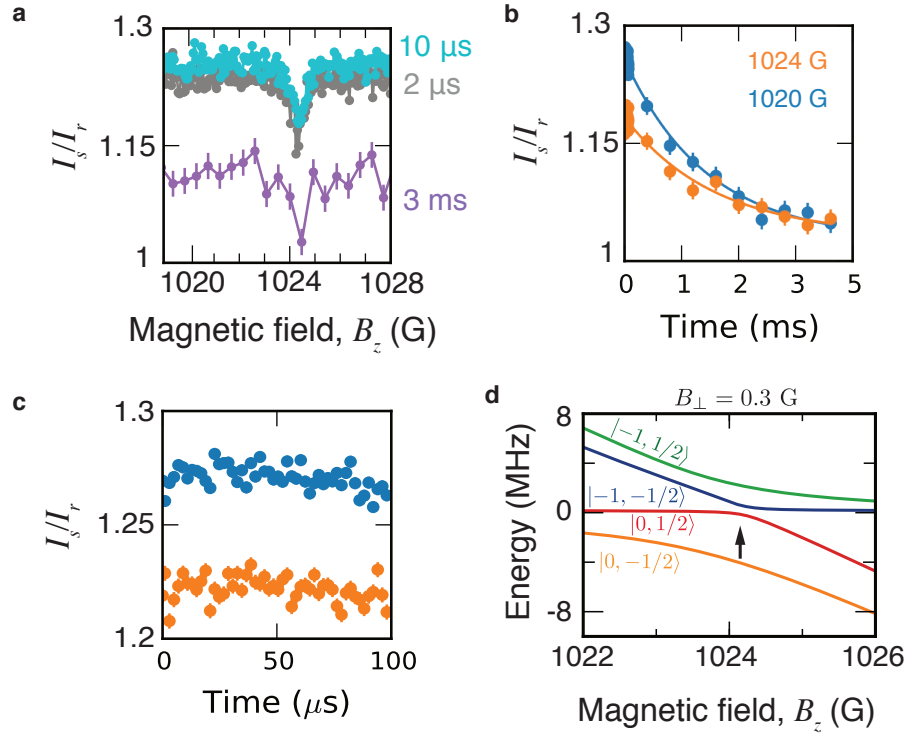 a
1.3
1.15
1
I_s/I_r
10 µs
2 µs
3 ms
1020 1024 1028
Magnetic field, B_z (G)
b
1.3
1.15
1
I_s/I_r
1024 G
1020 G
0 1 2 3 4 5
Time (ms)
c
1.3
1.25
1.2
I_s/I_r
0 50 100
Time (µs)
d
B_⊥ = 0.3 G
8
0
-8
Energy (MHz)
|−1, 1/2⟩
|−1, −1/2⟩
|0, 1/2⟩
|0, −1/2⟩
1022 1024 1026
Magnetic field, B_z (G)